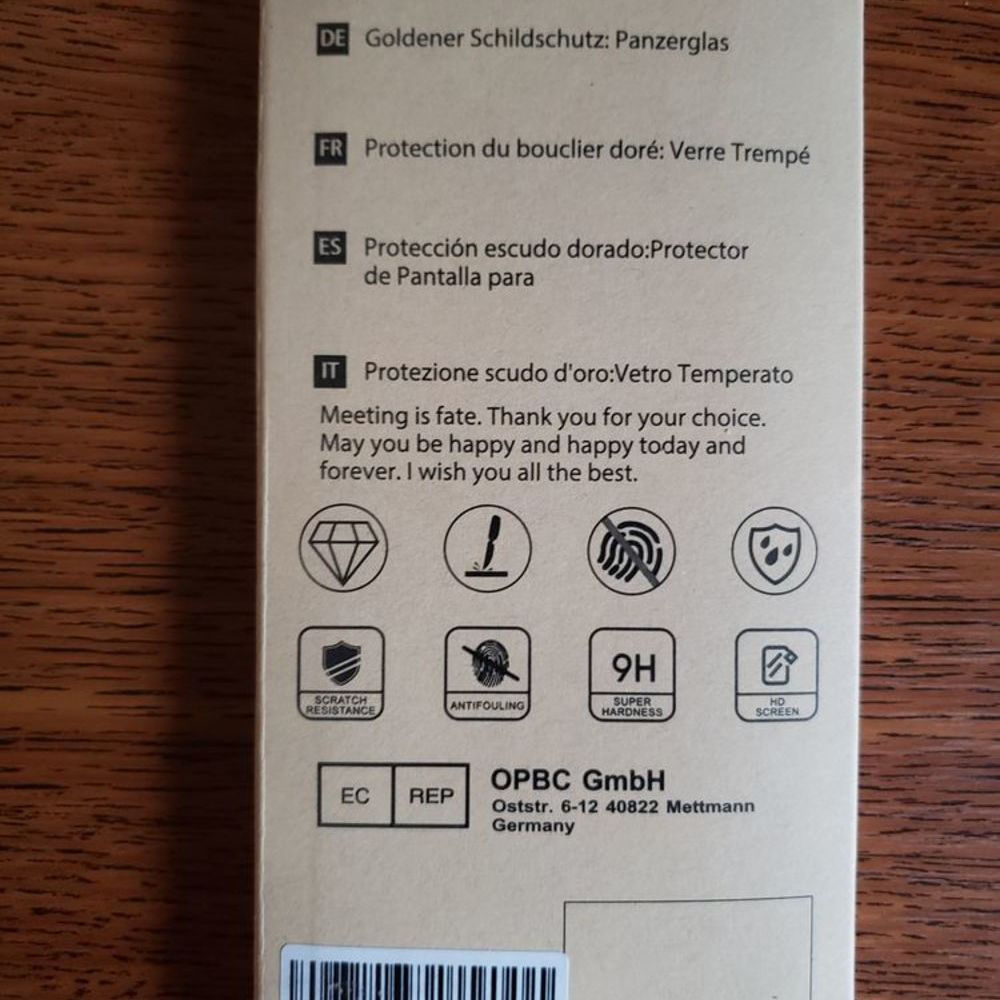 DE Goldener Schildschutz: Panzerglas
FR Protection du bouclier doré: Verre Trempé
ES Protección escudo dorado:Protector
de Pantalla para
IT Protezione scudo d'oro:Vetro Temperato
Meeting is fate. Thank you for your choice.
May you be happy and happy today and
forever. I wish you all the best.
SCRATCH
RESISTANCE
ANTIFOULING
9H
SUPER
HARDNESS
HD
SCREEN
EC REP
OPBC GmbH
Oststr. 6-12 40822 Mettmann
Germany